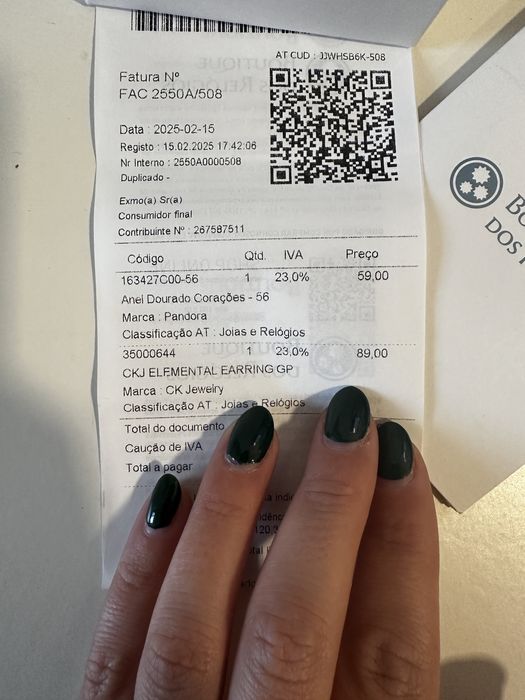 AT CUD : JJWHSB6K-508
Fatura Nº
FAC 2550A/508
Data : 2025-02-15
Registo : 15.02.2025 17.42:06
Nr Interno : 2550A0000508
Duplicado -
Exmo(a) Sr(a)
Consumidor final
Contribuinte Nº : 267587511
Código Qtd. IVA Preço
163427C00-56 1 23,0% 59,00
Anel Dourado Corações - 56
Marca : Pandora
Classificação AT : Joias e Relógios
35000644 1 23,0% 89,00
CKJ ELEMENTAL EARRING GP
Marca : CK Jewelry
Classificação AT : Joias e Relógios
Total do documento
Caução de IVA
Total a pagar
DOS